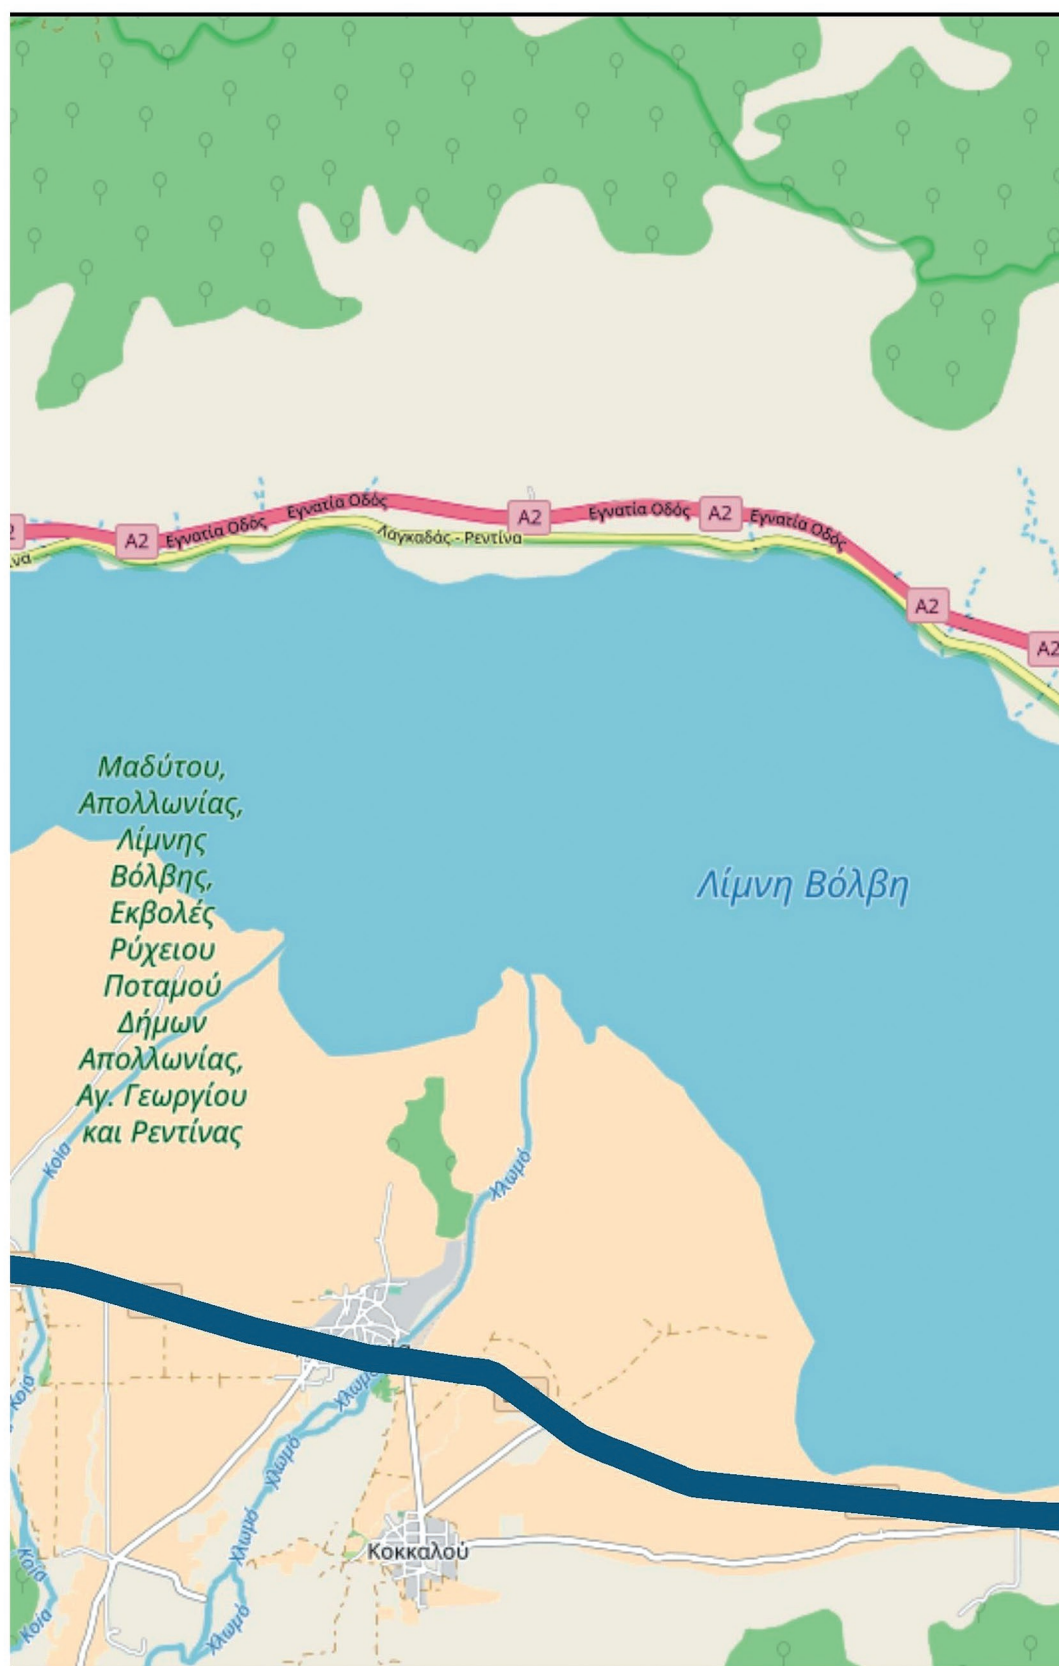 Εγνατία Οδός
Εγνατία Οδός
A2
Εγνατία Οδός
A2
Εγνατία Οδός
A2
Λαγκαδάς - Ρεντίνα
A2
A2
Μαδύτου,
Απολλωνίας,
Λίμνης
Βόλβης,
Εκβολές
Ρύχειου
Ποταμού
Δήμων
Απολλωνίας,
Αγ. Γεωργίου
και Ρεντίνας
Λίμνη Βόλβη
Κοία
Χλωμό
Χλωμό
Κοία
Χλωμό
Χλωμό
Κοκκαλού
Κοία
Κοία
Χλωμό